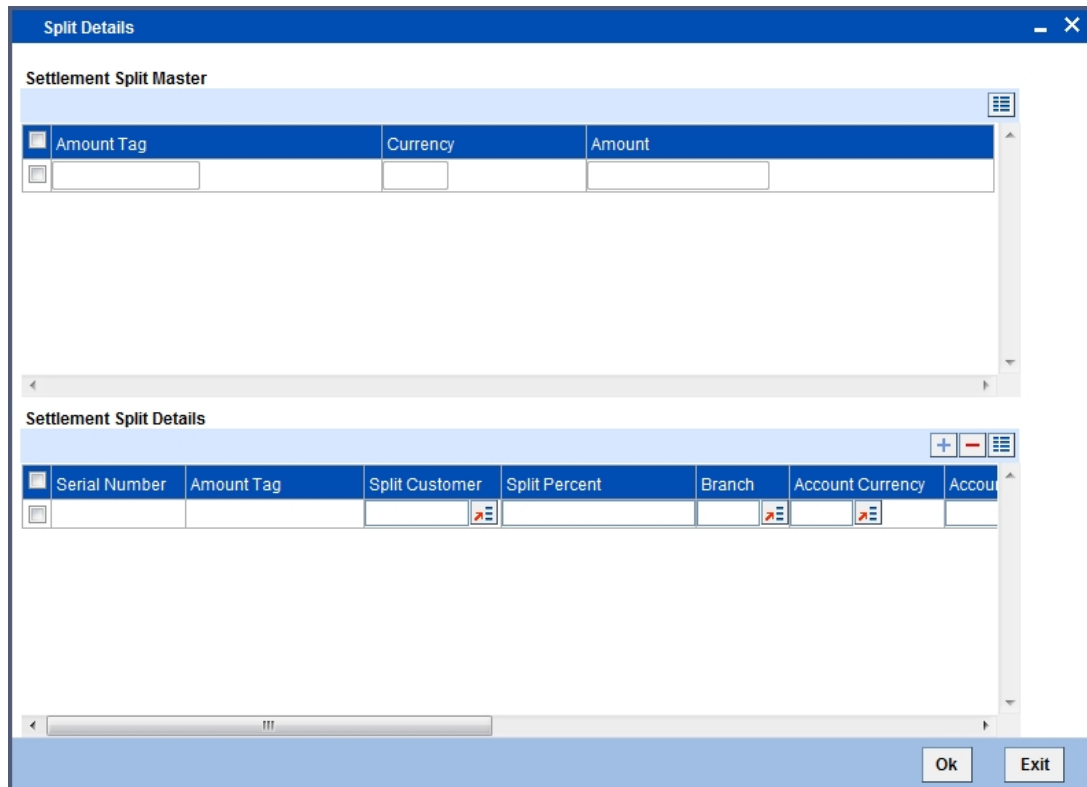 Split Details
Settlement Split Master
Amount Tag Currency Amount
Settlement Split Details
Serial Number Amount Tag Split Customer Split Percent Branch Account Currency Accou
Ok Exit